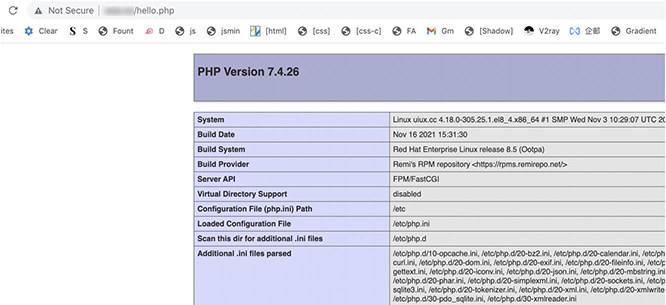 Not Secure /hello.php
ites Clear S S Fount D js jsmin [html] [css] [css-c] FA Gm [Shadow] V2ray 企邮 Gradient
PHP Version 7.4.26
System Linux uiux.cc 4.18.0-305.25.1.el8_4.x86_64 #1 SMP Wed Nov 3 10:29:07 UTC 20
Build Date Nov 16 2021 15:31:30
Build System Red Hat Enterprise Linux release 8.5 (Ootpa)
Build Provider Remi's RPM repository <https://rpms.remirepo.net/>
Server API FPM/FastCGI
Virtual Directory Support disabled
Configuration File (php.ini) Path /etc
Loaded Configuration File /etc/php.ini
Scan this dir for additional .ini files /etc/php.d
Additional .ini files parsed /etc/php.d/10-opcache.ini, /etc/php.d/20-bz2.ini, /etc/php.d/20-calendar.ini, /etc/ph
curl.ini, /etc/php.d/20-dom.ini, /etc/php.d/20-exif.ini, /etc/php.d/20-fileinfo.ini, /etc/ph
gettext.ini, /etc/php.d/20-iconv.ini, /etc/php.d/20-json.ini, /etc/php.d/20-mbstring.in
/etc/php.d/20-phar.ini, /etc/php.d/20-simplexml.ini, /etc/php.d/20-sockets.ini, /etc/ph
sqlite3.ini, /etc/php.d/20-tokenizer.ini, /etc/php.d/20-xml.ini, /etc/php.d/20-xmlwrite
/etc/php.d/30-pdo_sqlite.ini, /etc/php.d/30-xmlreader.ini